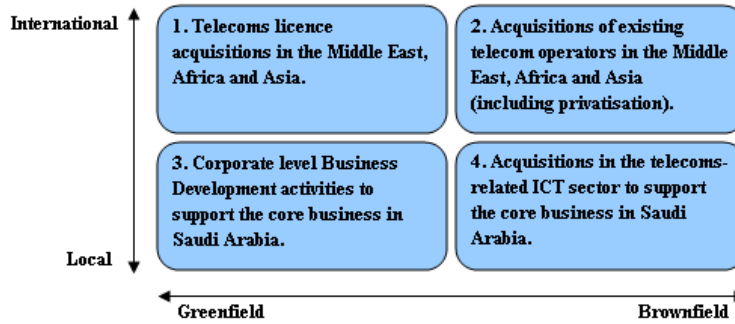 International
1. Telecoms licence
acquisitions in the Middle East,
Africa and Asia.
2. Acquisitions of existing
telecom operators in the Middle
East, Africa and Asia
(including privatisation).
3. Corporate level Business
Development activities to
support the core business in
Saudi Arabia.
4. Acquisitions in the telecoms-
related ICT sector to support
the core business in Saudi
Arabia.
Local
Greenfield
Brownfield